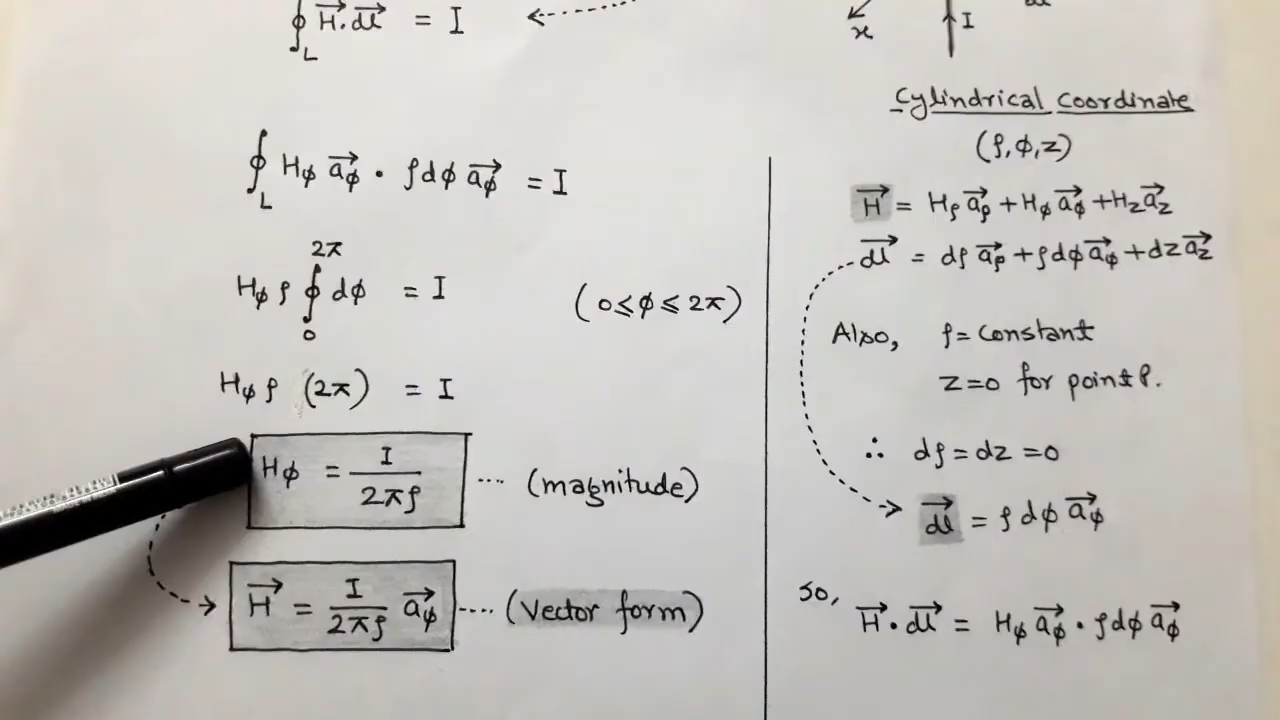 ∮_L H⃗.dl⃗ = I
∮_L Hφ a⃗φ . ρdφ a⃗φ = I
Hφ ρ ∮₀^2π dφ = I (0≤φ≤2π)
Hφ ρ (2π) = I
Hφ = I / 2πρ .... (magnitude)
H⃗ = I / 2πρ a⃗φ .... (Vector form)
x
I
Cylindrical Coordinate
(ρ,φ,z)
H⃗ = Hρ a⃗ρ + Hφ a⃗φ + Hz a⃗z
dl⃗ = dρ a⃗ρ + ρdφ a⃗φ + dz a⃗z
Also, ρ = constant
z=0 for point P.
∴ dρ = dz = 0
dl⃗ = ρ dφ a⃗φ
So,
H⃗ . dl⃗ = Hφ a⃗φ . ρdφ a⃗φ